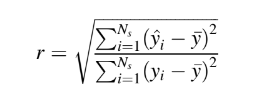 r = \sqrt{\frac{\sum_{i=1}^{N_s} (\hat{y}_i - \bar{y})^2}{\sum_{i=1}^{N_s} (y_i - \bar{y})^2}}